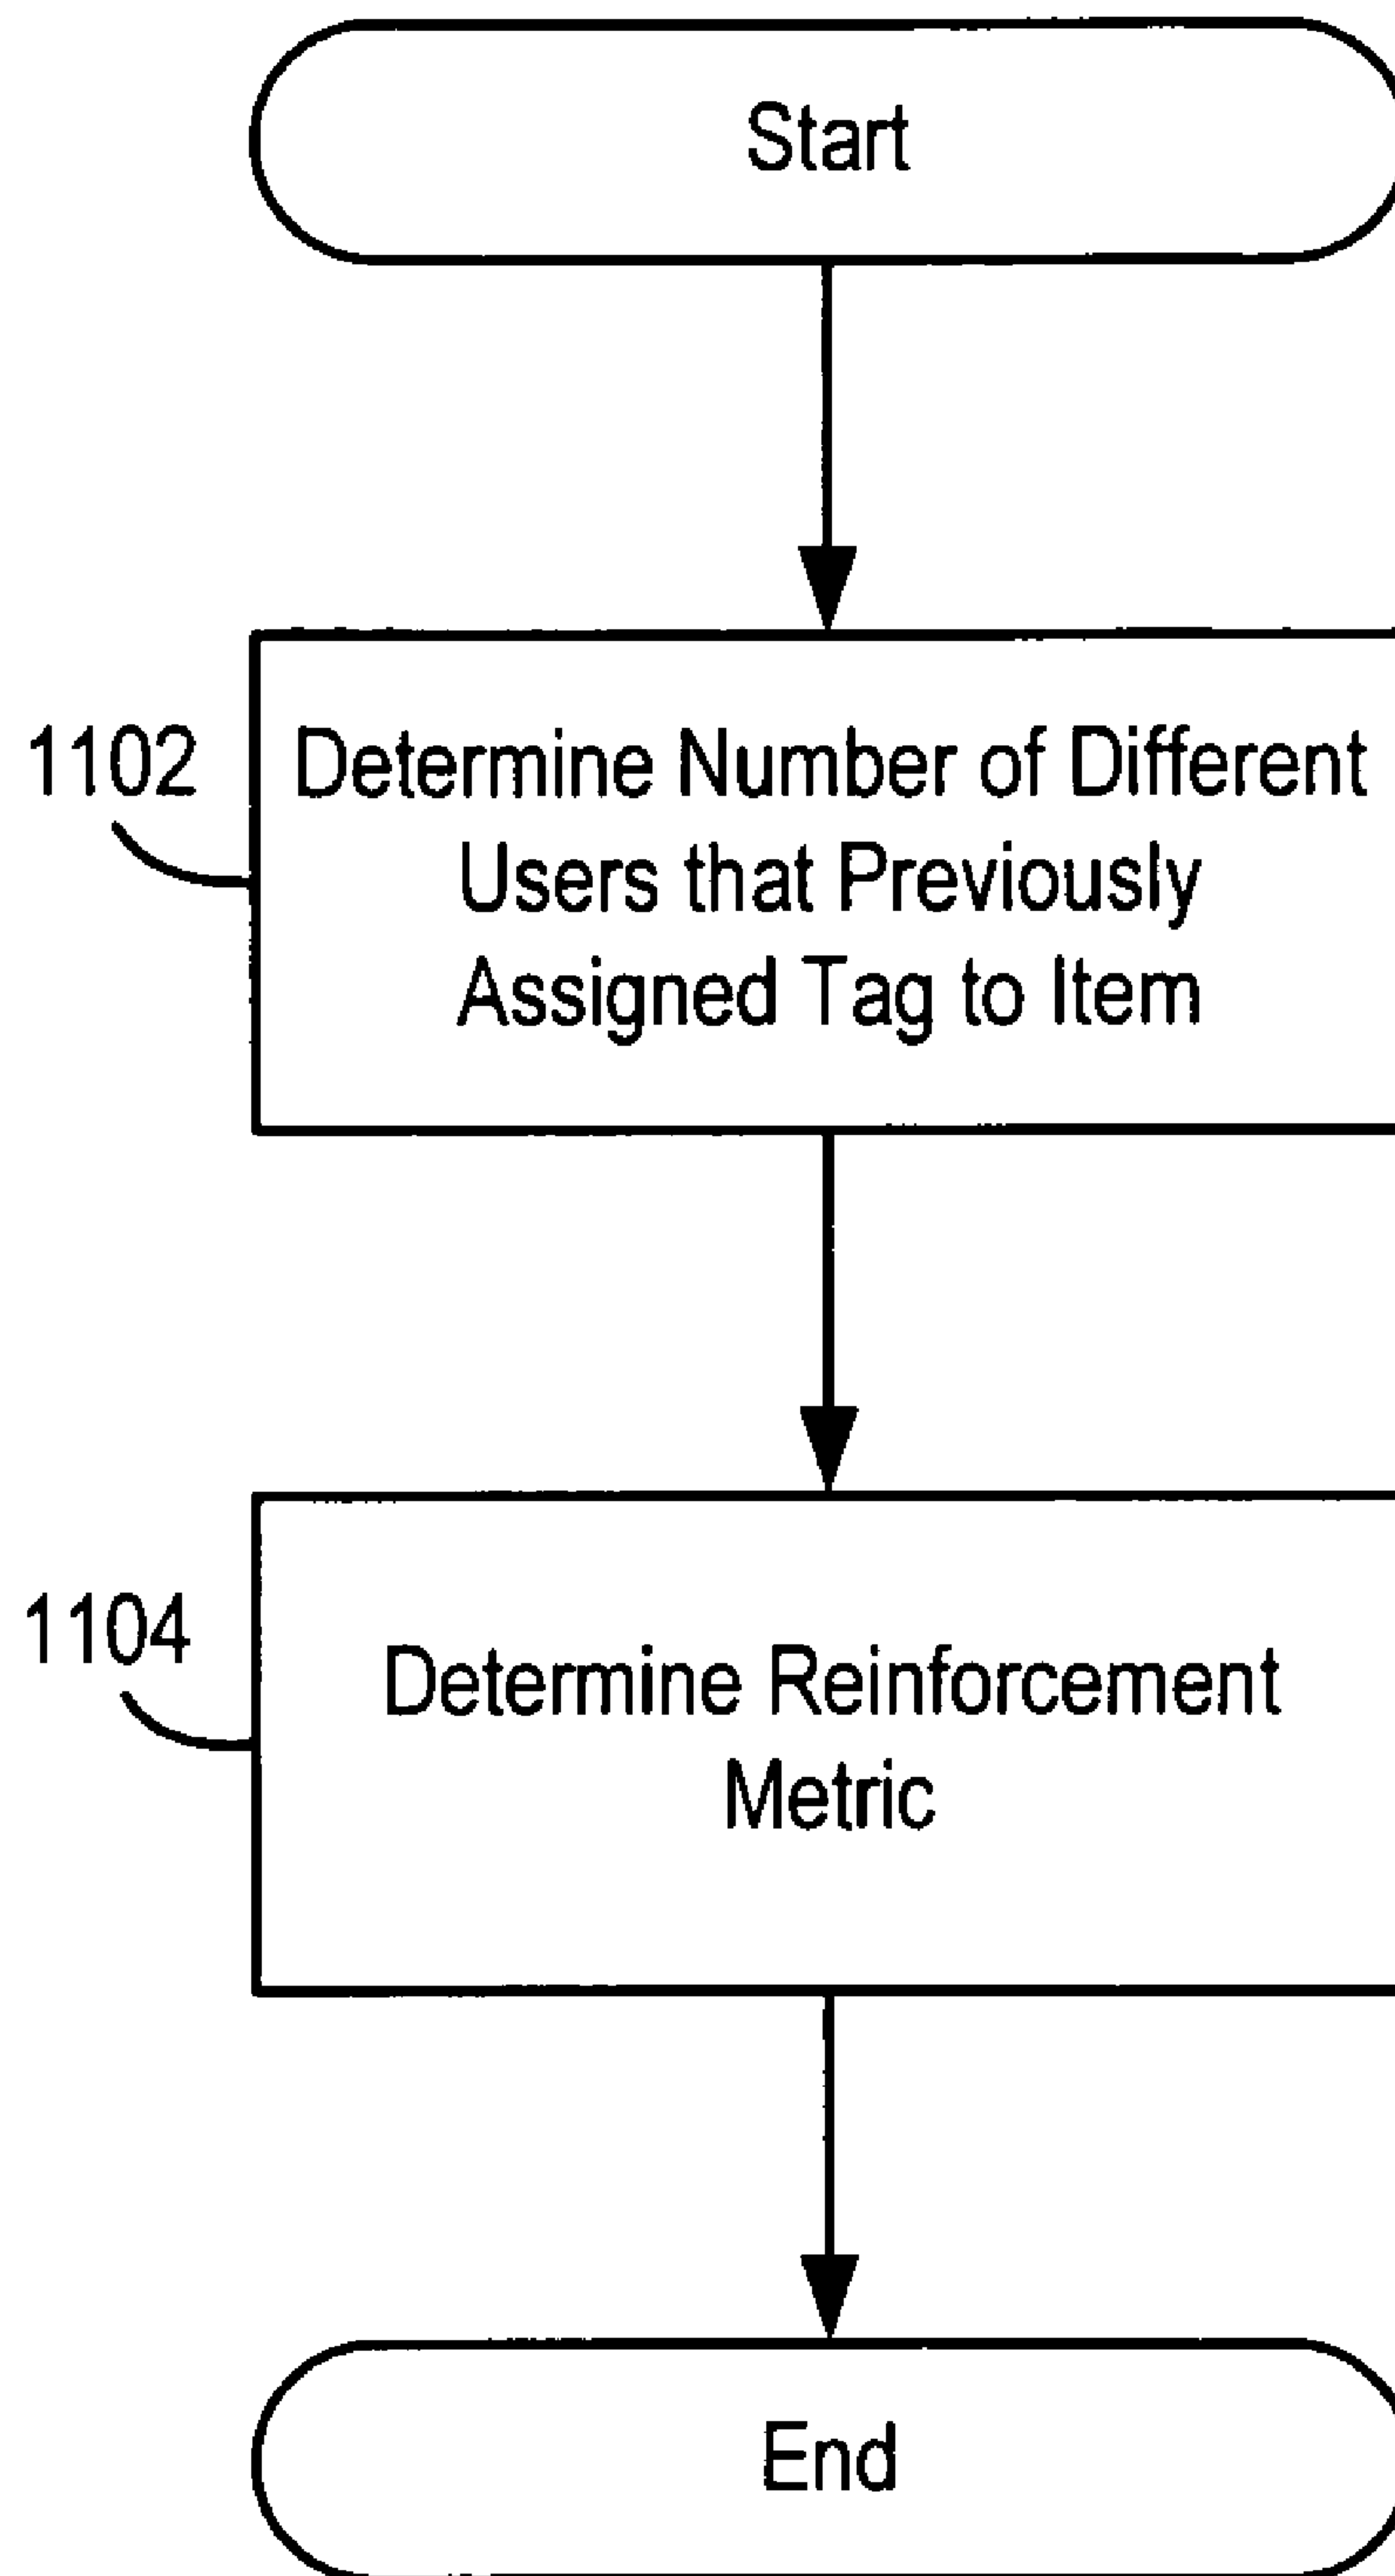 Start
1102
Determine Number of Different
Users that Previously
Assigned Tag to Item
1104
Determine Reinforcement
Metric
End